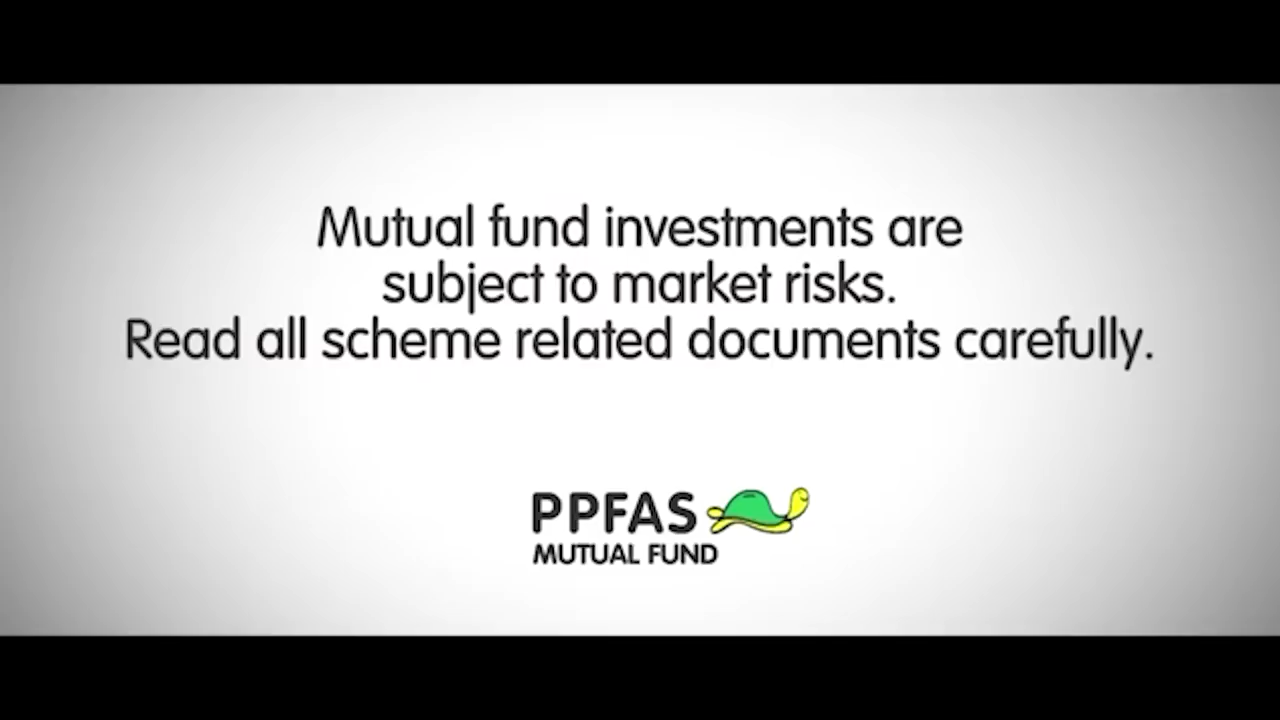 Mutual fund investments are
subject to market risks.
Read all scheme related documents carefully.
PPFAS
MUTUAL FUND